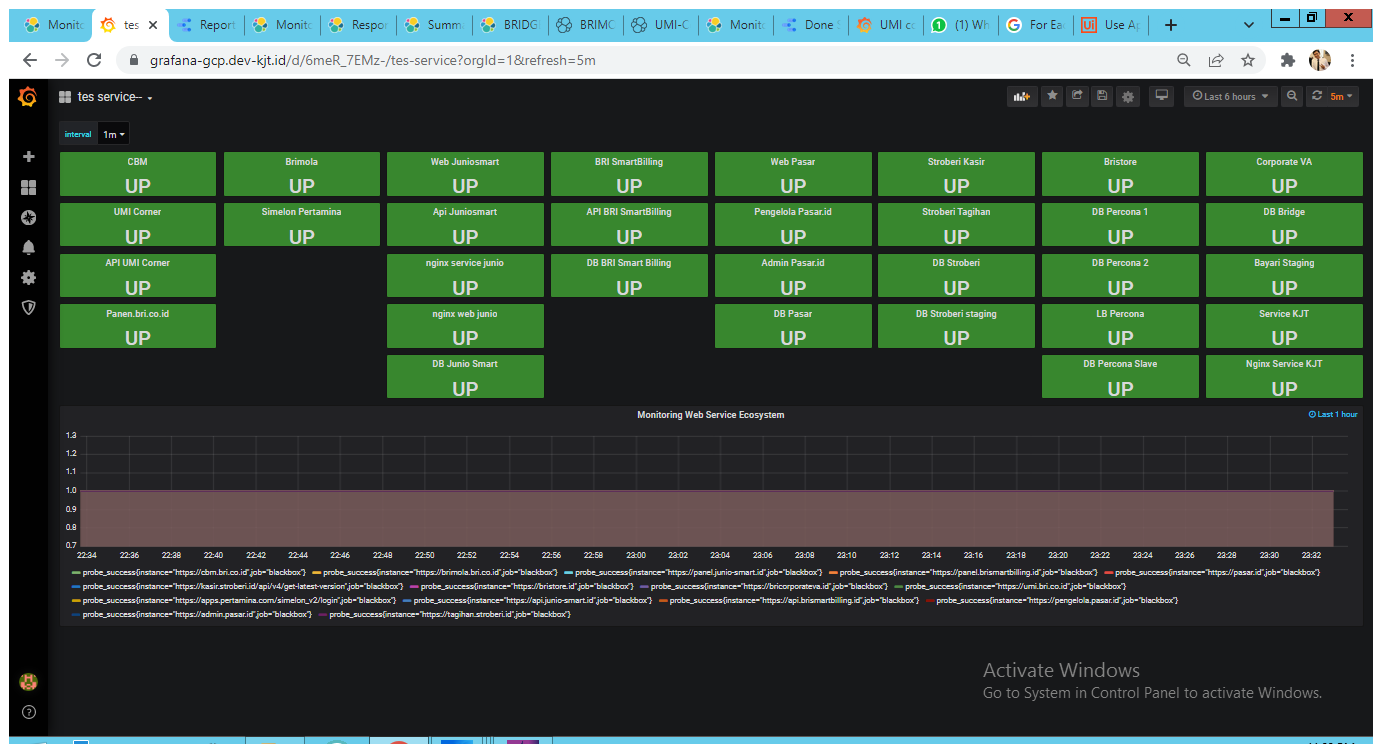 Monito tes Report Monito Respor Summ BRIDG BRIMC UMI-C Monito Done UMI co (1) Wh For Ea Use Ap
grafana-gcp.dev-kjt.id/d/6meR_7EMz-/tes-service?orgId=1&refresh=5m
tes service-- Last 6 hours 5m
interval 1m
CBM Brimola Web Juniosmart BRI SmartBilling Web Pasar Stroberi Kasir Bristore Corporate VA
UP UP UP UP UP UP UP UP
UMI Corner Simelon Pertamina Api Juniosmart API BRI SmartBilling Pengelola Pasar.id Stroberi Tagihan DB Percona 1 DB Bridge
UP UP UP UP UP UP UP UP
API UMI Corner nginx service junio DB BRI Smart Billing Admin Pasar.id DB Stroberi DB Percona 2 Bayari Staging
UP UP UP UP UP UP UP
Panen.bri.co.id nginx web junio DB Pasar DB Stroberi staging LB Percona Service KJT
UP UP UP UP UP UP
DB Junio Smart DB Percona Slave Nginx Service KJT
UP UP UP
Monitoring Web Service Ecosystem Last 1 hour
1.3
1.2
1.1
1.0
0.9
0.8
0.7
22:34 22:36 22:38 22:40 22:42 22:44 22:46 22:48 22:50 22:52 22:54 22:56 22:58 23:00 23:02 23:04 23:06 23:08 23:10 23:12 23:14 23:16 23:18 23:20 23:22 23:24 23:26 23:28 23:30 23:32
probe_success{instance="https://cbm.bri.co.id",job="blackbox"} probe_success{instance="https://brimola.bri.co.id",job="blackbox"} probe_success{instance="https://panel.junio-smart.id",job="blackbox"} probe_success{instance="https://panel.brismartbilling.id",job="blackbox"} probe_success{instance="https://pasar.id",job="blackbox"}
probe_success{instance="https://kasir.stroberi.id/api/v4/get-latest-version",job="blackbox"} probe_success{instance="https://bristore.id",job="blackbox"} probe_success{instance="https://bricorporateva.id",job="blackbox"} probe_success{instance="https://umi.bri.co.id",job="blackbox"}
probe_success{instance="https://apps.pertamina.com/simelon_v2/login",job="blackbox"} probe_success{instance="https://api.junio-smart.id",job="blackbox"} probe_success{instance="https://api.brismartbilling.id",job="blackbox"} probe_success{instance="https://pengelola.pasar.id",job="blackbox"}
probe_success{instance="https://admin.pasar.id",job="blackbox"} probe_success{instance="https://tagihan.stroberi.id",job="blackbox"}
Activate Windows
Go to System in Control Panel to activate Windows.